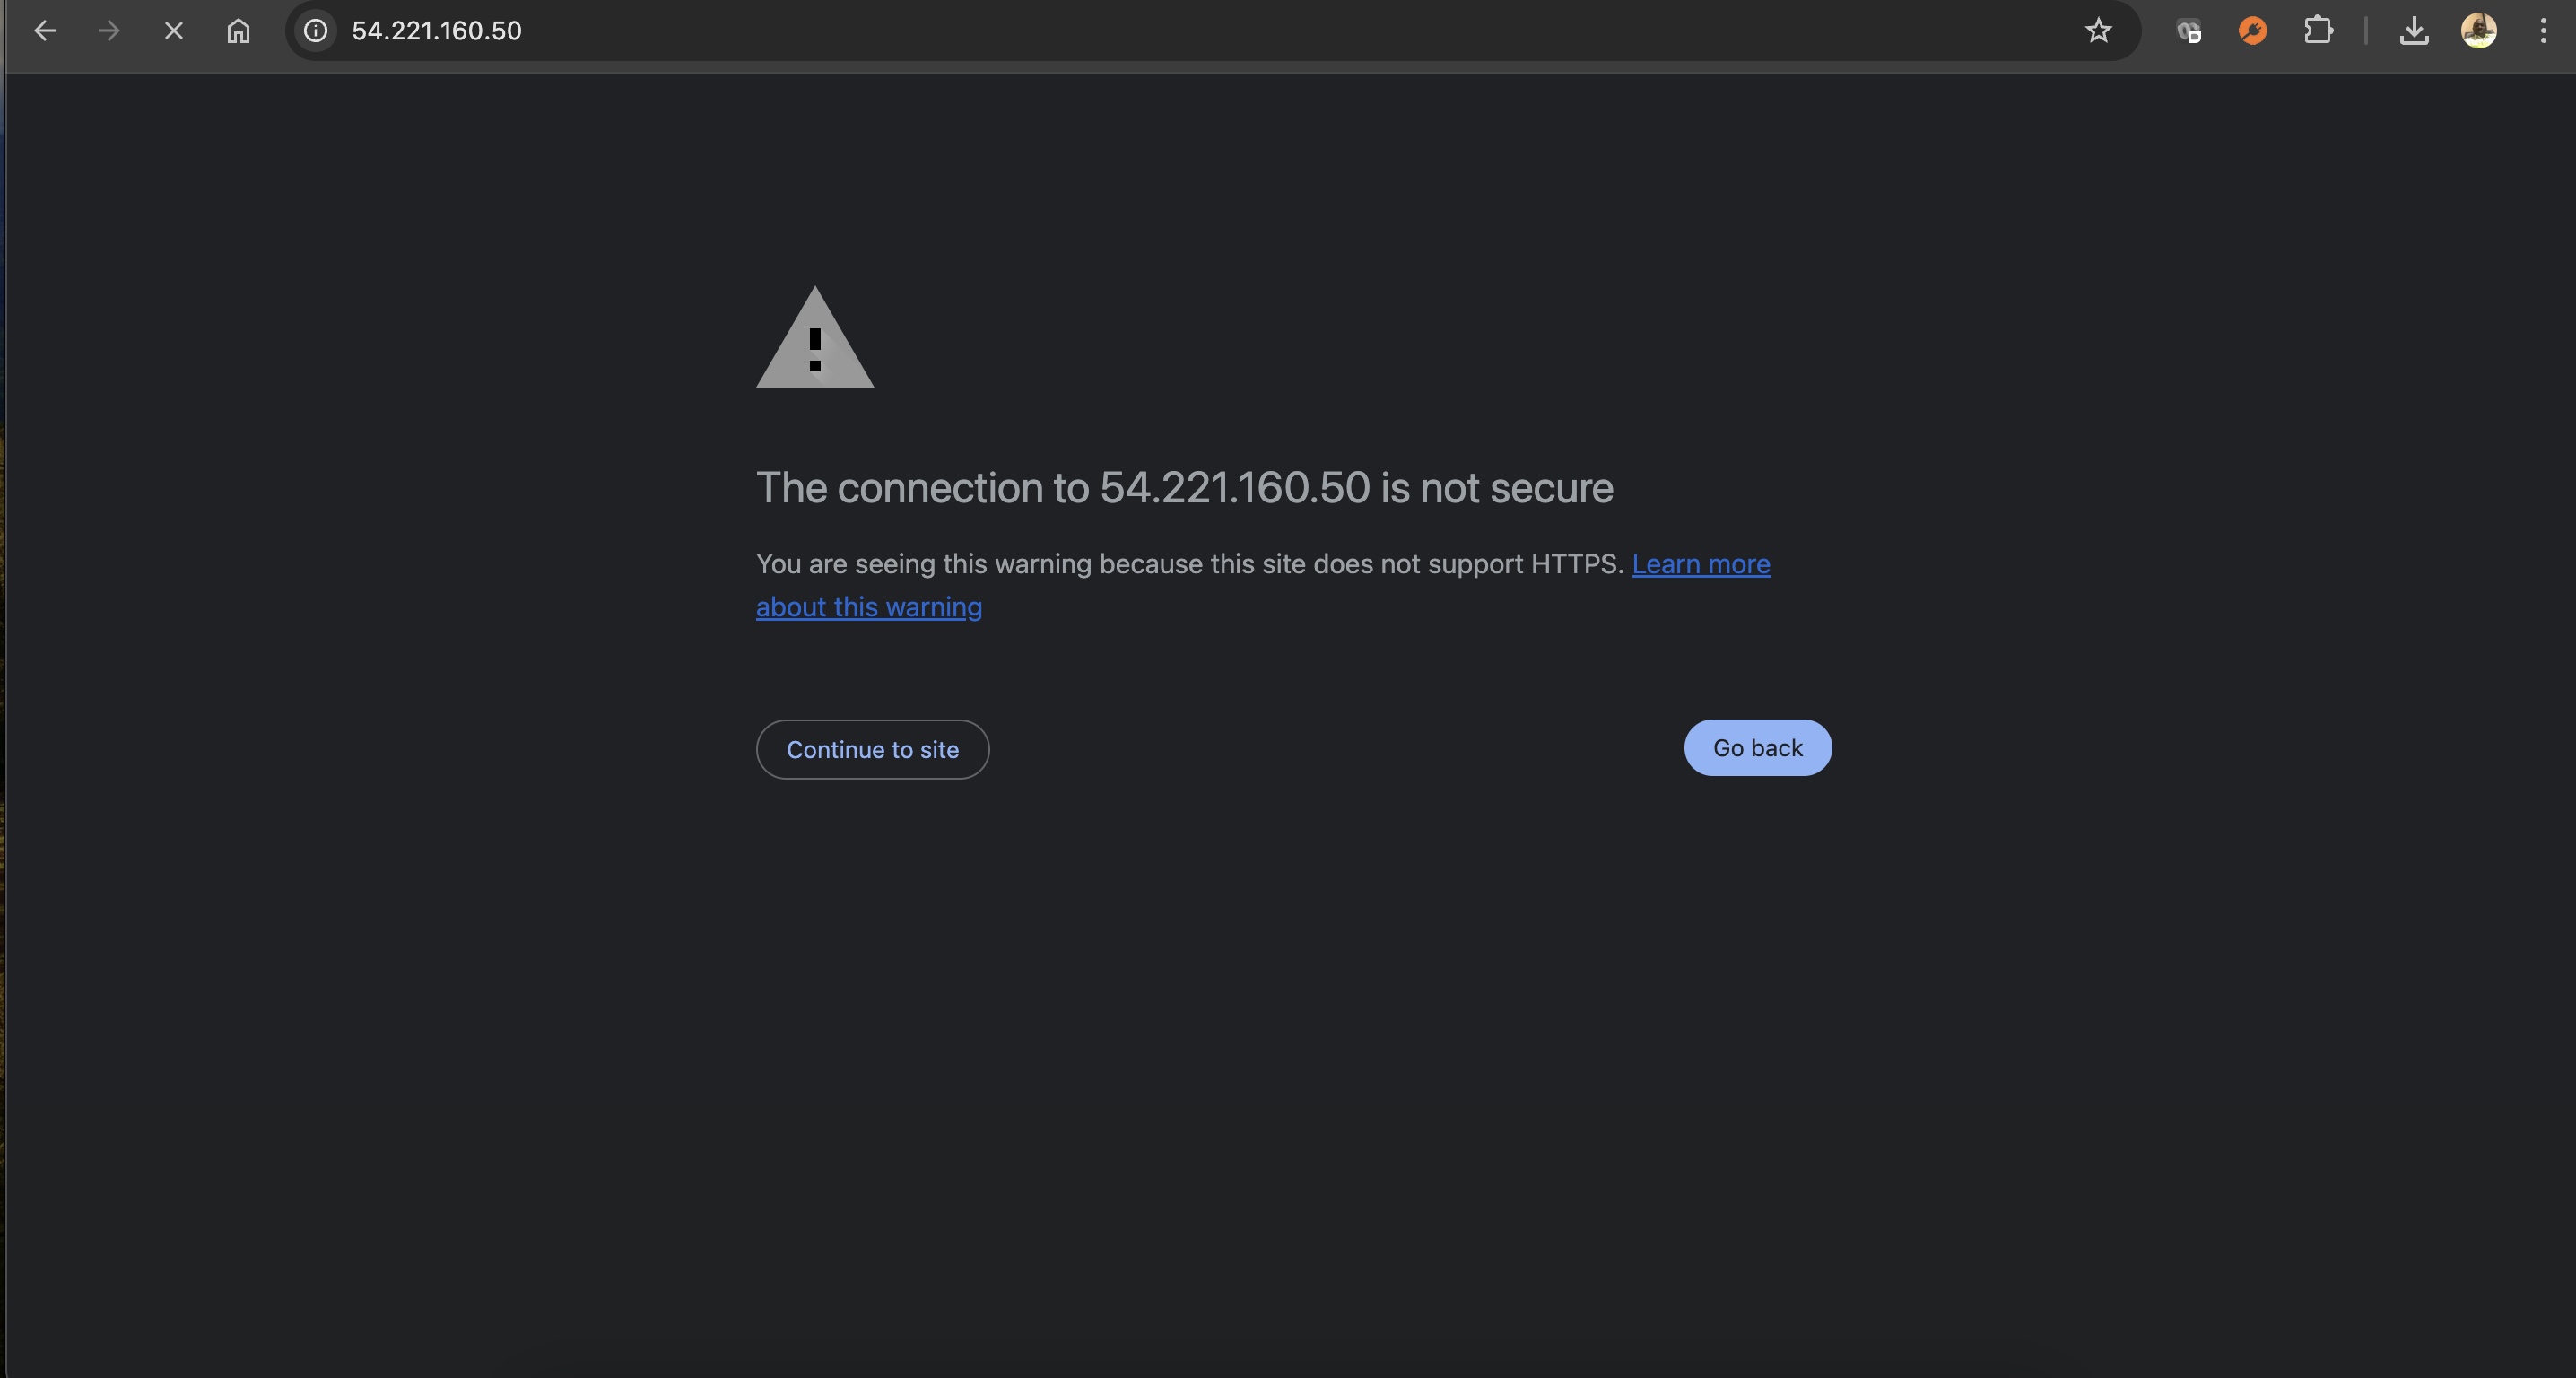 54.221.160.50
The connection to 54.221.160.50 is not secure
You are seeing this warning because this site does not support HTTPS. Learn more
about this warning
Continue to site
Go back